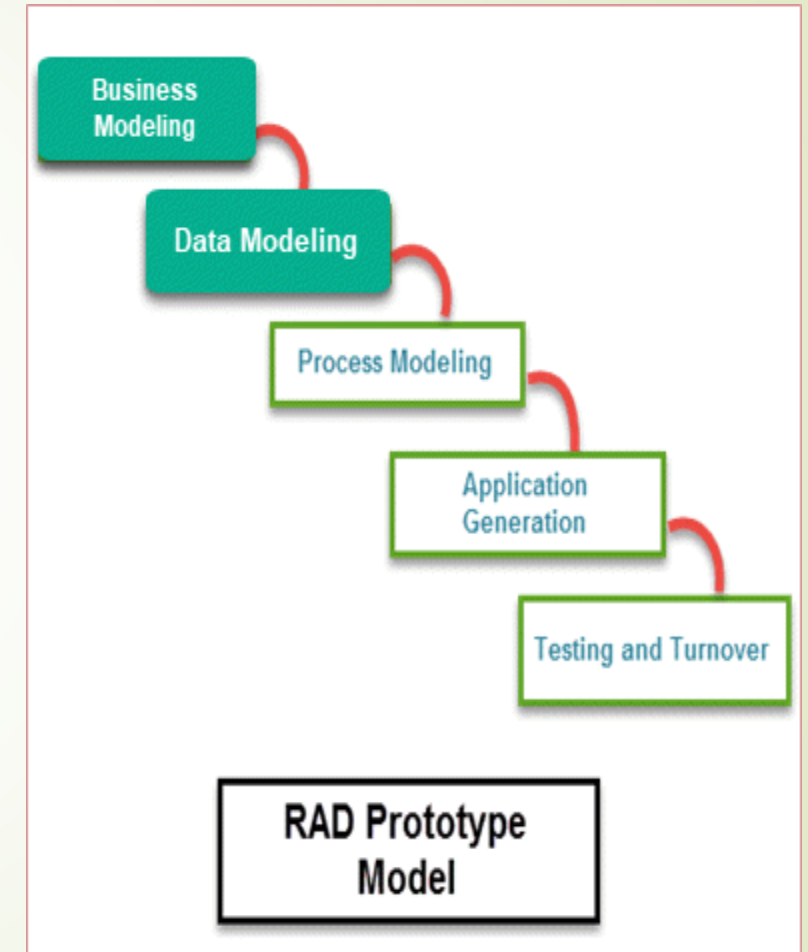 Business
Modeling
Data Modeling
Process Modeling
Application
Generation
Testing and Turnover
RAD Prototype
Model